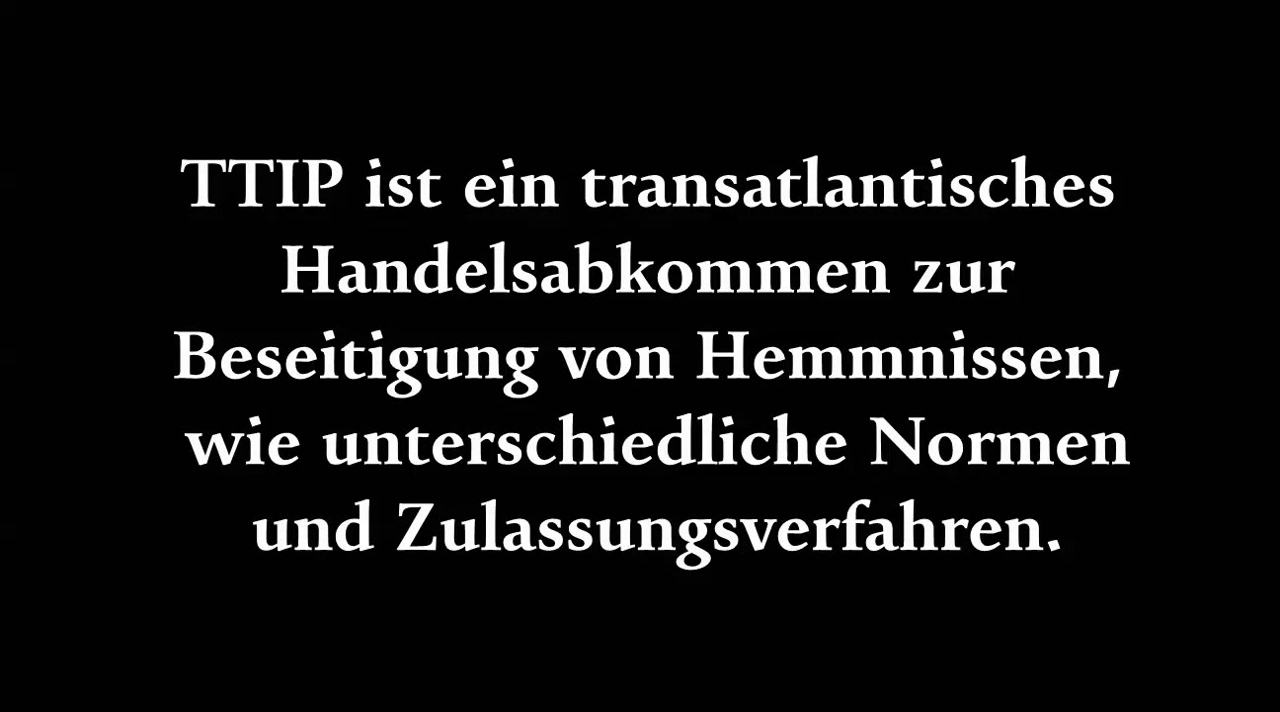 TTIP ist ein transatlantisches
Handelsabkommen zur
Beseitigung von Hemmnissen,
wie unterschiedliche Normen
und Zulassungsverfahren.